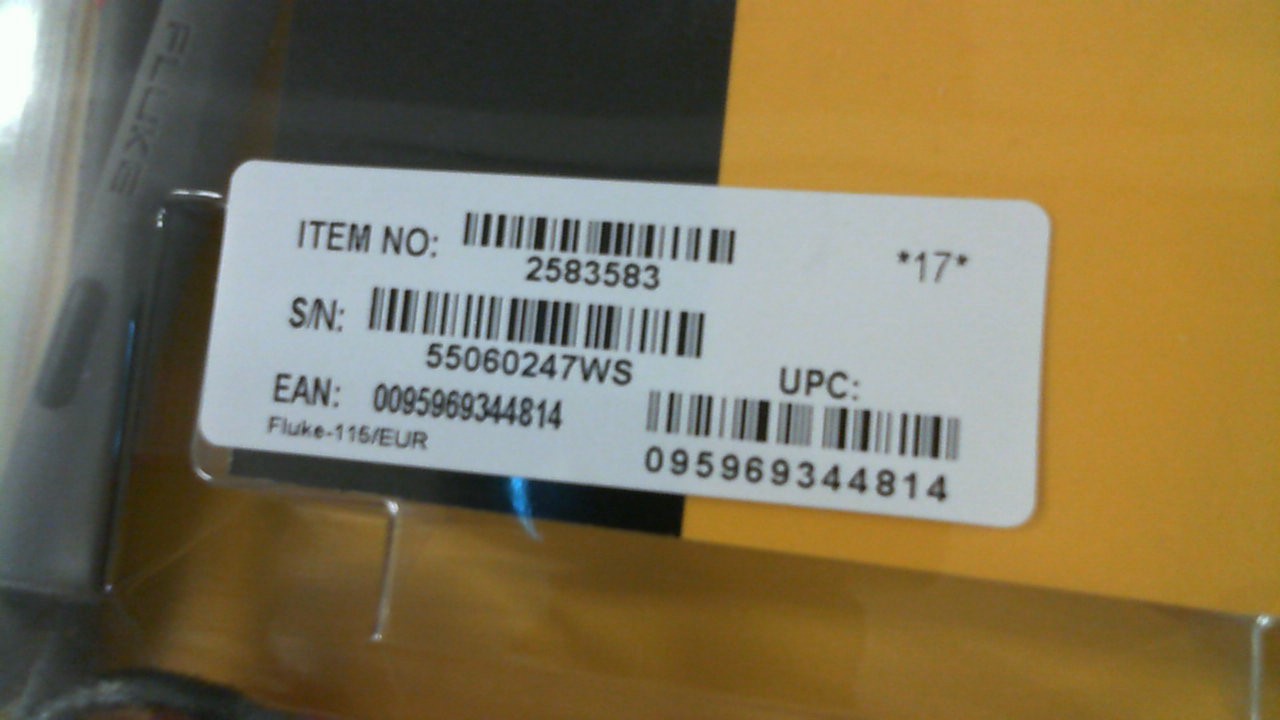 FLUKE
ITEM NO:
2583583
*17*
S/N:
55060247WS
UPC:
EAN: 0095969344814
Fluke-115/EUR
095969344814